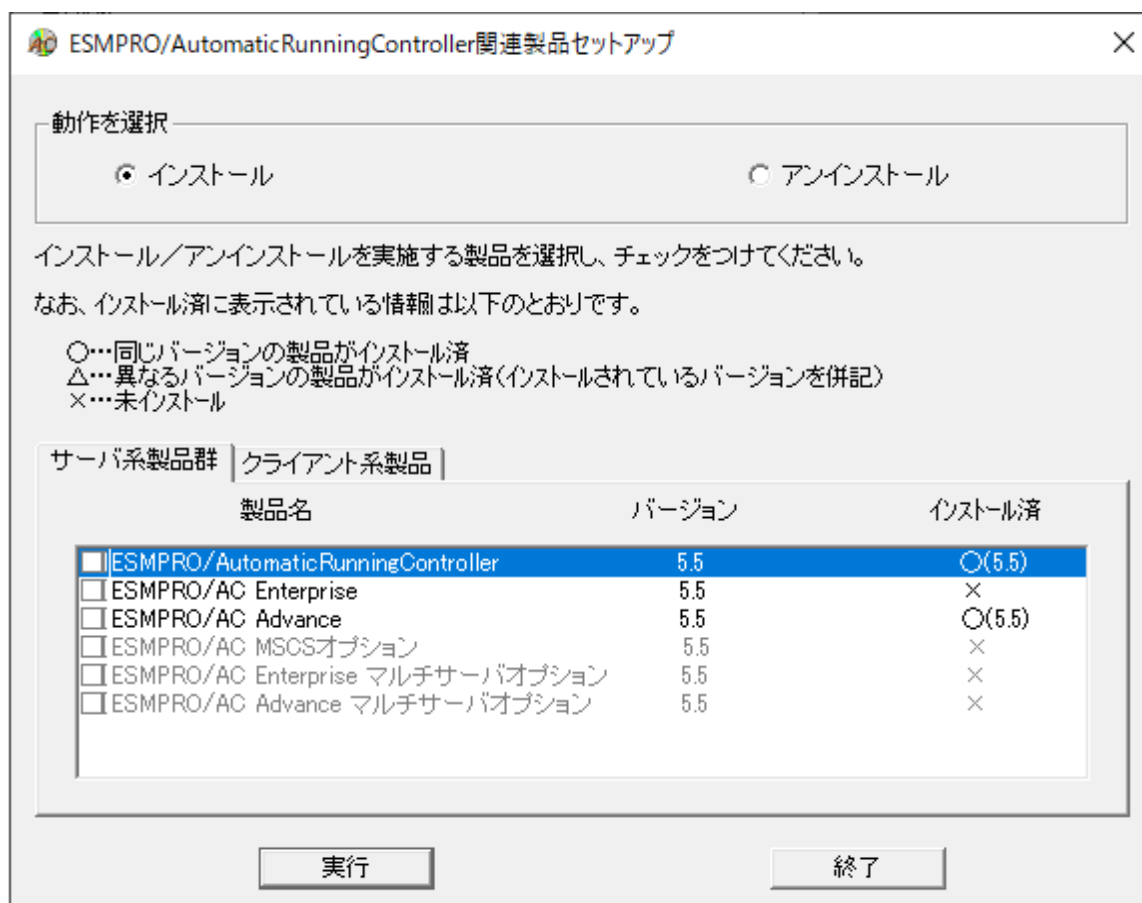 ESMPRO/AutomaticRunningController関連製品セットアップ
動作を選択
インストール アンインストール
インストール／アンインストールを実施する製品を選択し、チェックをつけてください。
なお、インストール済に表示されている情報は以下のとおりです。
○…同じバージョンの製品がインストール済
△…異なるバージョンの製品がインストール済(インストールされているバージョンを併記)
×…未インストール
サーバ系製品群 クライアント系製品
製品名 バージョン インストール済
ESMPRO/AutomaticRunningController 5.5 ○(5.5)
ESMPRO/AC Enterprise 5.5 ×
ESMPRO/AC Advance 5.5 ○(5.5)
ESMPRO/AC MSCSオプション 5.5 ×
ESMPRO/AC Enterprise マルチサーバオプション 5.5 ×
ESMPRO/AC Advance マルチサーバオプション 5.5 ×
実行 終了